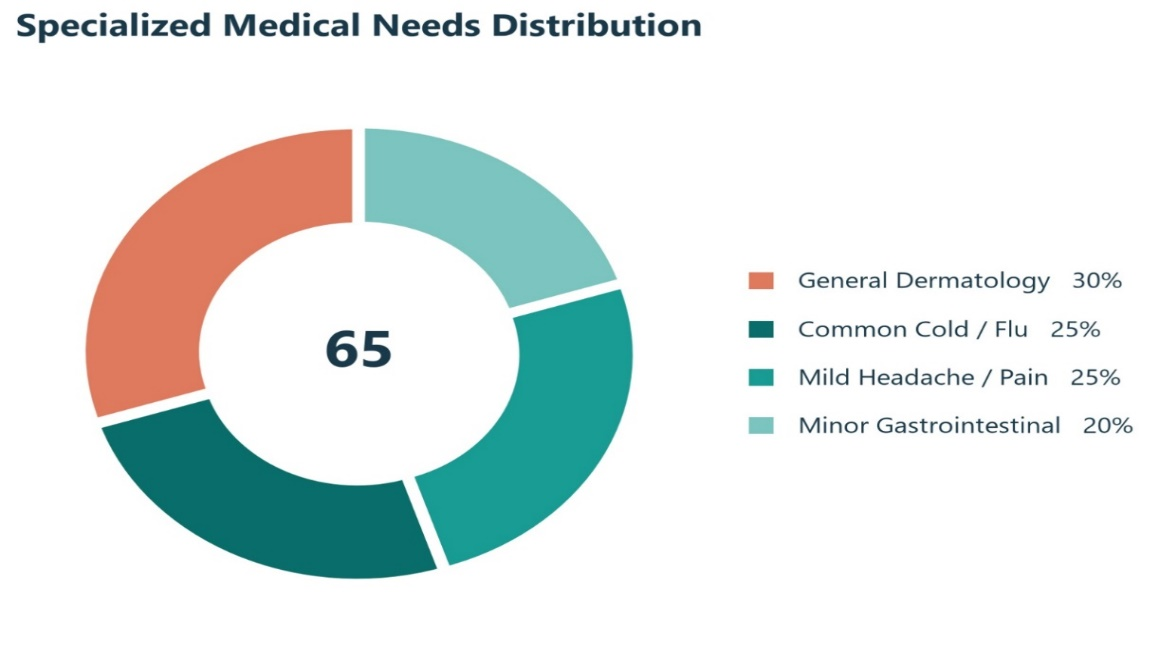 Specialized Medical Needs Distribution
65
General Dermatology 30%
Common Cold / Flu 25%
Mild Headache / Pain 25%
Minor Gastrointestinal 20%